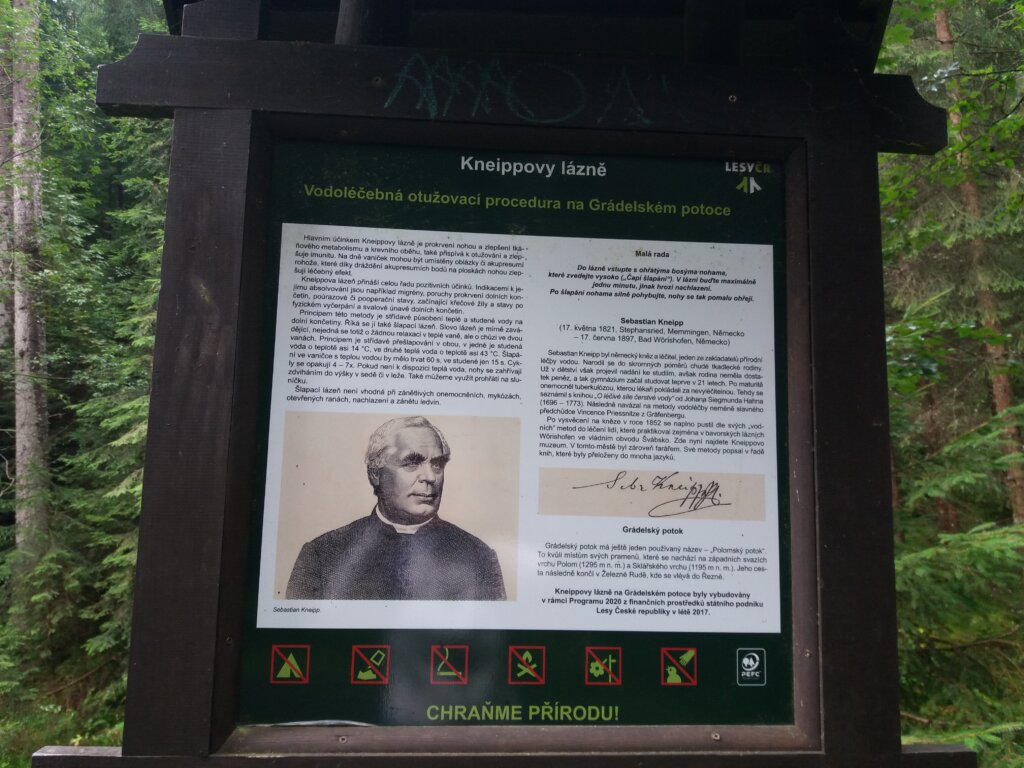 Kneippovy lázně
LESYČR
Vodoléčebná otužovací procedura na Grádelském potoce
Hlavním účinkem Kneippovy lázně je prokrvení nohou a zlepšení tká-
ňového metabolismu a krevního oběhu, také přispívá k otužování a zlep-
šuje imunitu. Na dně vaniček mohou být umístěny oblázky či akupresurní
rohože, které díky dráždění akupresurních bodů na ploskách nohou zlep-
šují léčebný efekt.
Kneippova lázeň přináší celou řadu pozitivních účinků. Indikacemi k je-
jímu absolvování jsou například migrény, poruchy prokrvení dolních kon-
četin, poúrazové či pooperační stavy, začínající křečové žíly a stavy po
fyzickém vyčerpání a svalové únavě dolních končetin.
Principem této metody je střídavé působení teplé a studené vody na
dolní končetiny. Říká se jí také šlapací lázeň. Slovo lázeň je mírně zavá-
dějící, nejedná se totiž o žádnou relaxaci v teplé vaně, ale o chůzi ve dvou
vanách. Principem je střídavé přešlapování v obou, v jedné je studená
voda o teplotě asi 14 °C, ve druhé teplá voda o teplotě asi 43 °C. Šlapá-
ní ve vaničce s teplou vodou by mělo trvat 60 s, ve studené jen 15 s. Cyk-
ly se opakují 4 – 7x. Pokud není k dispozici teplá voda, nohy se zahřívají
zdvíháním do výšky v sedě či v leže. Také můžeme využít prohřátí na slu-
níčku.
Šlapací lázeň není vhodná při zánětlivých onemocněních, mykózách,
otevřených ranách, nachlazení a zánětu ledvin.
Sebastian Kneipp.
Malá rada
Do lázně vstupte s ohřátýma bosýma nohama,
které zvedejte vysoko („Čapí šlapání“). V lázni buďte maximálně
jednu minutu, jinak hrozí nachlazení.
Po šlapání nohama silně pohybujte, nohy se tak pomalu ohřejí.
Sebastian Kneipp
(17. května 1821, Stephansried, Memmingen, Německo
– 17. června 1897, Bad Wörishofen, Německo)
Sebastian Kneipp byl německý kněz a léčitel, jeden ze zakladatelů přírodní
léčby vodou. Narodil se do skromných poměrů chudé tkadlecké rodiny.
Už v dětství však projevil nadání ke studiím, avšak rodina neměla dosta-
tek peněz, a tak gymnázium začal studovat teprve v 21 letech. Po maturitě
onemocněl tuberkulózou, kterou lékaři pokládali za nevyléčitelnou. Tehdy se
seznámil s knihou „O léčivé síle čerstvé vody“ od Johana Siegmunda Hahna
(1696 – 1773). Následně navázal na metody vodoléčby neméně slavného
předchůdce Vincence Priessnitze z Gräfenbergu.
Po vysvěcení na kněze v roce 1852 se naplno pustil dle svých „vod-
ních“ metod do léčení lidí, které praktikoval zejména v bavorských lázních
Wörishofen ve vládním obvodu Švábsko. Zde nyní najdete Kneippovo
muzeum. V tomto městě byl zároveň farářem. Své metody popsal v řadě
knih, které byly přeloženy do mnoha jazyků.
Seb. Kneipp
Grádelský potok
Grádelský potok má ještě jeden používaný název – „Polomský potok“.
To kvůli místům svých pramenů, které se nachází na západních svazích
vrchu Polom (1295 m n. m.) a Sklářského vrchu (1195 m n. m.). Jeho ces-
ta následně končí v Železné Rudě, kde se vlévá do Řezné.
Kneippovy lázně na Grádelském potoce byly vybudovány
v rámci Programu 2020 z finančních prostředků státního podniku
Lesy České republiky v létě 2017.
PEFC
CHRAŇME PŘÍRODU!